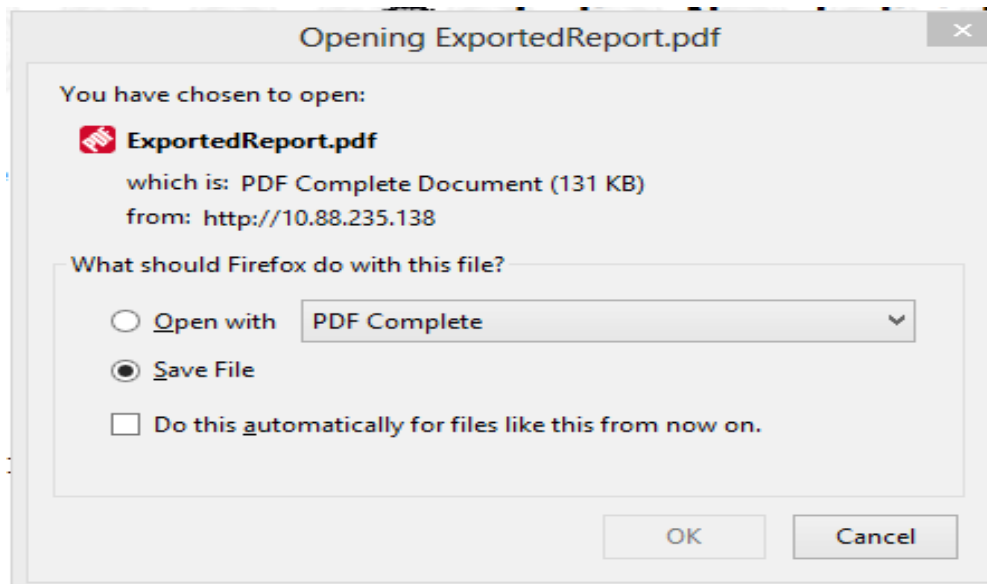 Opening ExportedReport.pdf
You have chosen to open:
PDF ExportedReport.pdf
which is: PDF Complete Document (131 KB)
from: http://10.88.235.138
What should Firefox do with this file?
Open with PDF Complete
Save File
Do this automatically for files like this from now on.
OK Cancel